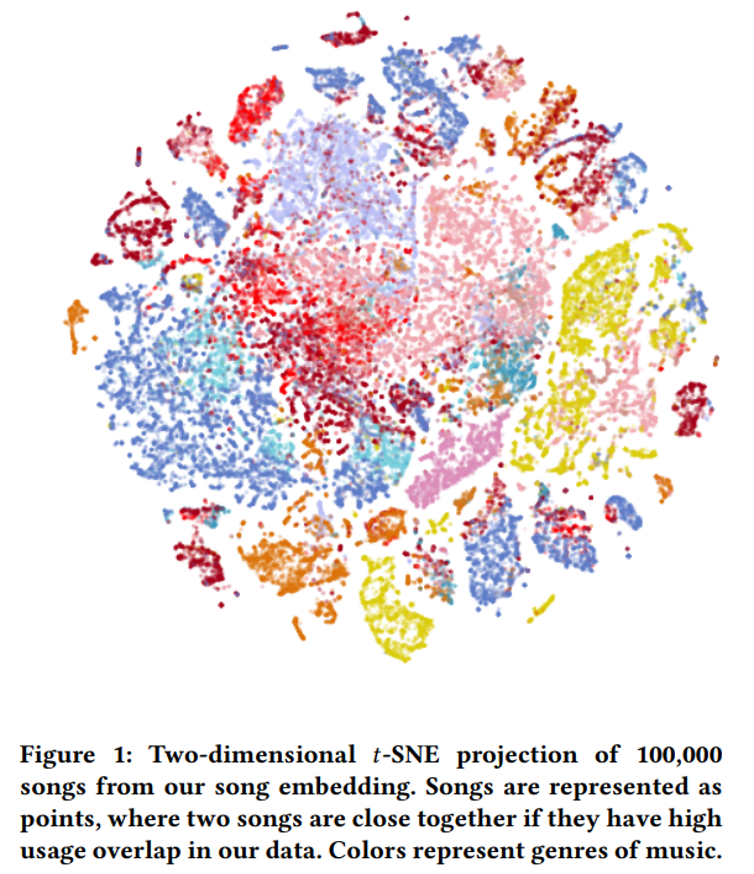 Figure 1: Two-dimensional t-SNE projection of 100,000
songs from our song embedding. Songs are represented as
points, where two songs are close together if they have high
usage overlap in our data. Colors represent genres of music.